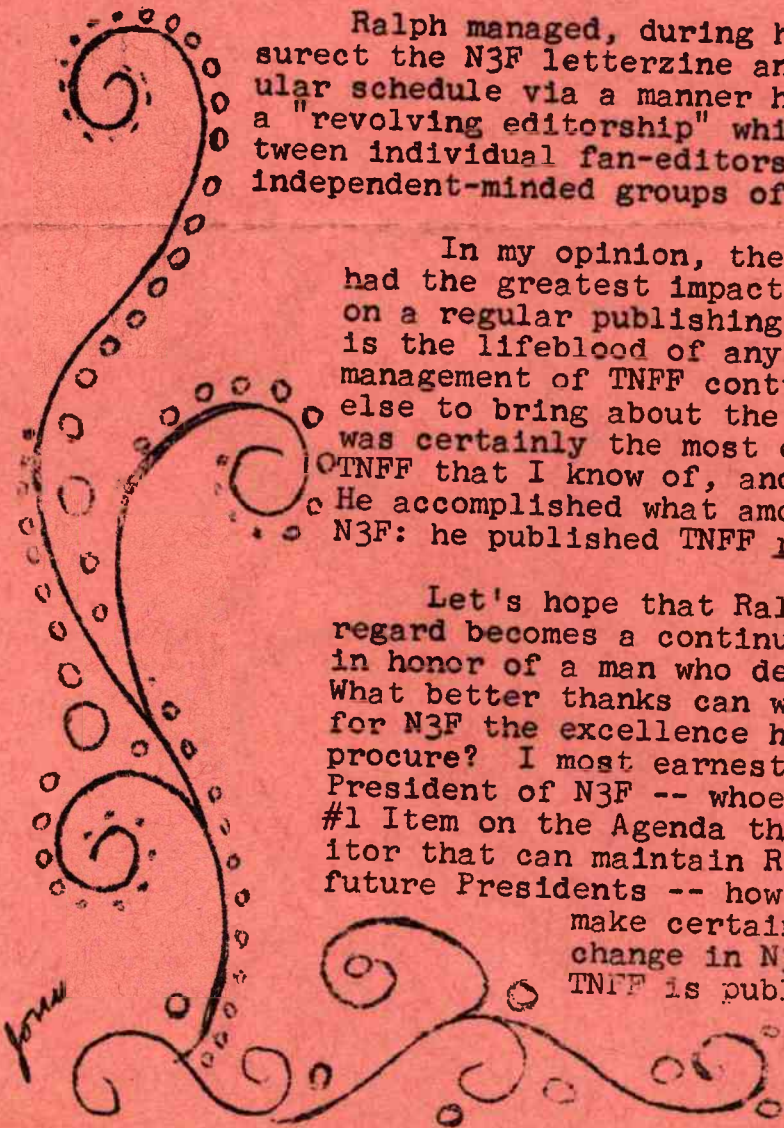 Ralph managed, during h
surect the N3F letterzine an
ular schedule via a manner h
a "revolving editorship" whi
tween individual fan-editors
independent-minded groups of
In my opinion, the
had the greatest impact
on a regular publishing
is the lifeblood of any
management of TNFF cont
else to bring about the
was certainly the most
TNFF that I know of, and
He accomplished what amo
N3F: he published TNFF
Let's hope that Ral
regard becomes a continu
in honor of a man who de
What better thanks can w
for N3F the excellence h
procure? I most earnest
President of N3F -- whoe
#1 Item on the Agenda th
itor that can maintain R
future Presidents -- how
make certain
change in N
TNFF is publ